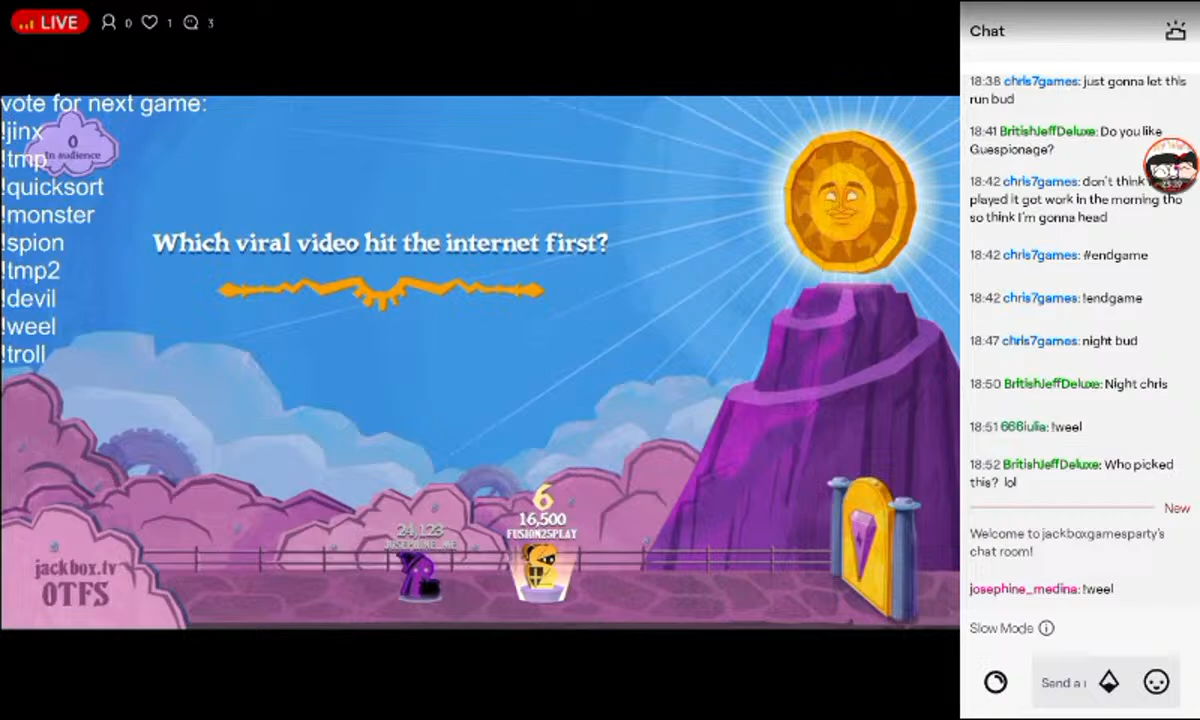 LIVE 0 1 3
vote for next game:
!jinx
!tmp
!quicksort
!monster
!spion
!tmp2
!devil
!weel
!troll
0
In audience
Which viral video hit the internet first?
24,123
JOSEPHINE_ME
6
16,500
FUSION25PLAY
jackbox.tv
OTFS
Chat
18:38 chris7games: just gonna let this
run bud
18:41 BritishJeffDeluxe: Do you like
Guespionage?
18:42 chris7games: don't think
played it got work in the morning tho
so think I'm gonna head
18:42 chris7games: #endgame
18:42 chris7games: !endgame
18:47 chris7games: night bud
18:50 BritishJeffDeluxe: Night chris
18:51 666iulia: !weel
18:52 BritishJeffDeluxe: Who picked
this? lol
New
Welcome to jackboxgamesparty's
chat room!
josephine_medina: !weel
Slow Mode
Send a